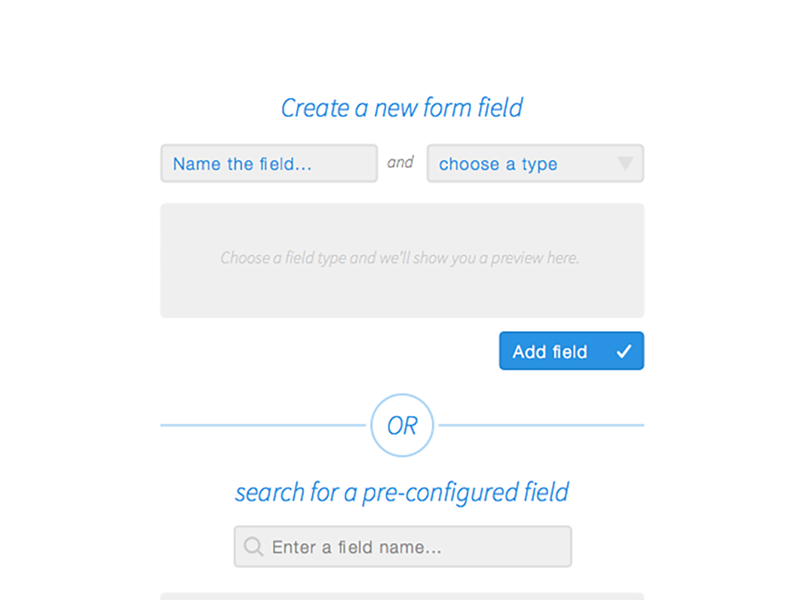 Create a new form field
Name the field... and choose a type
Choose a field type and we'll show you a preview here.
Add field
OR
search for a pre-configured field
Enter a field name...